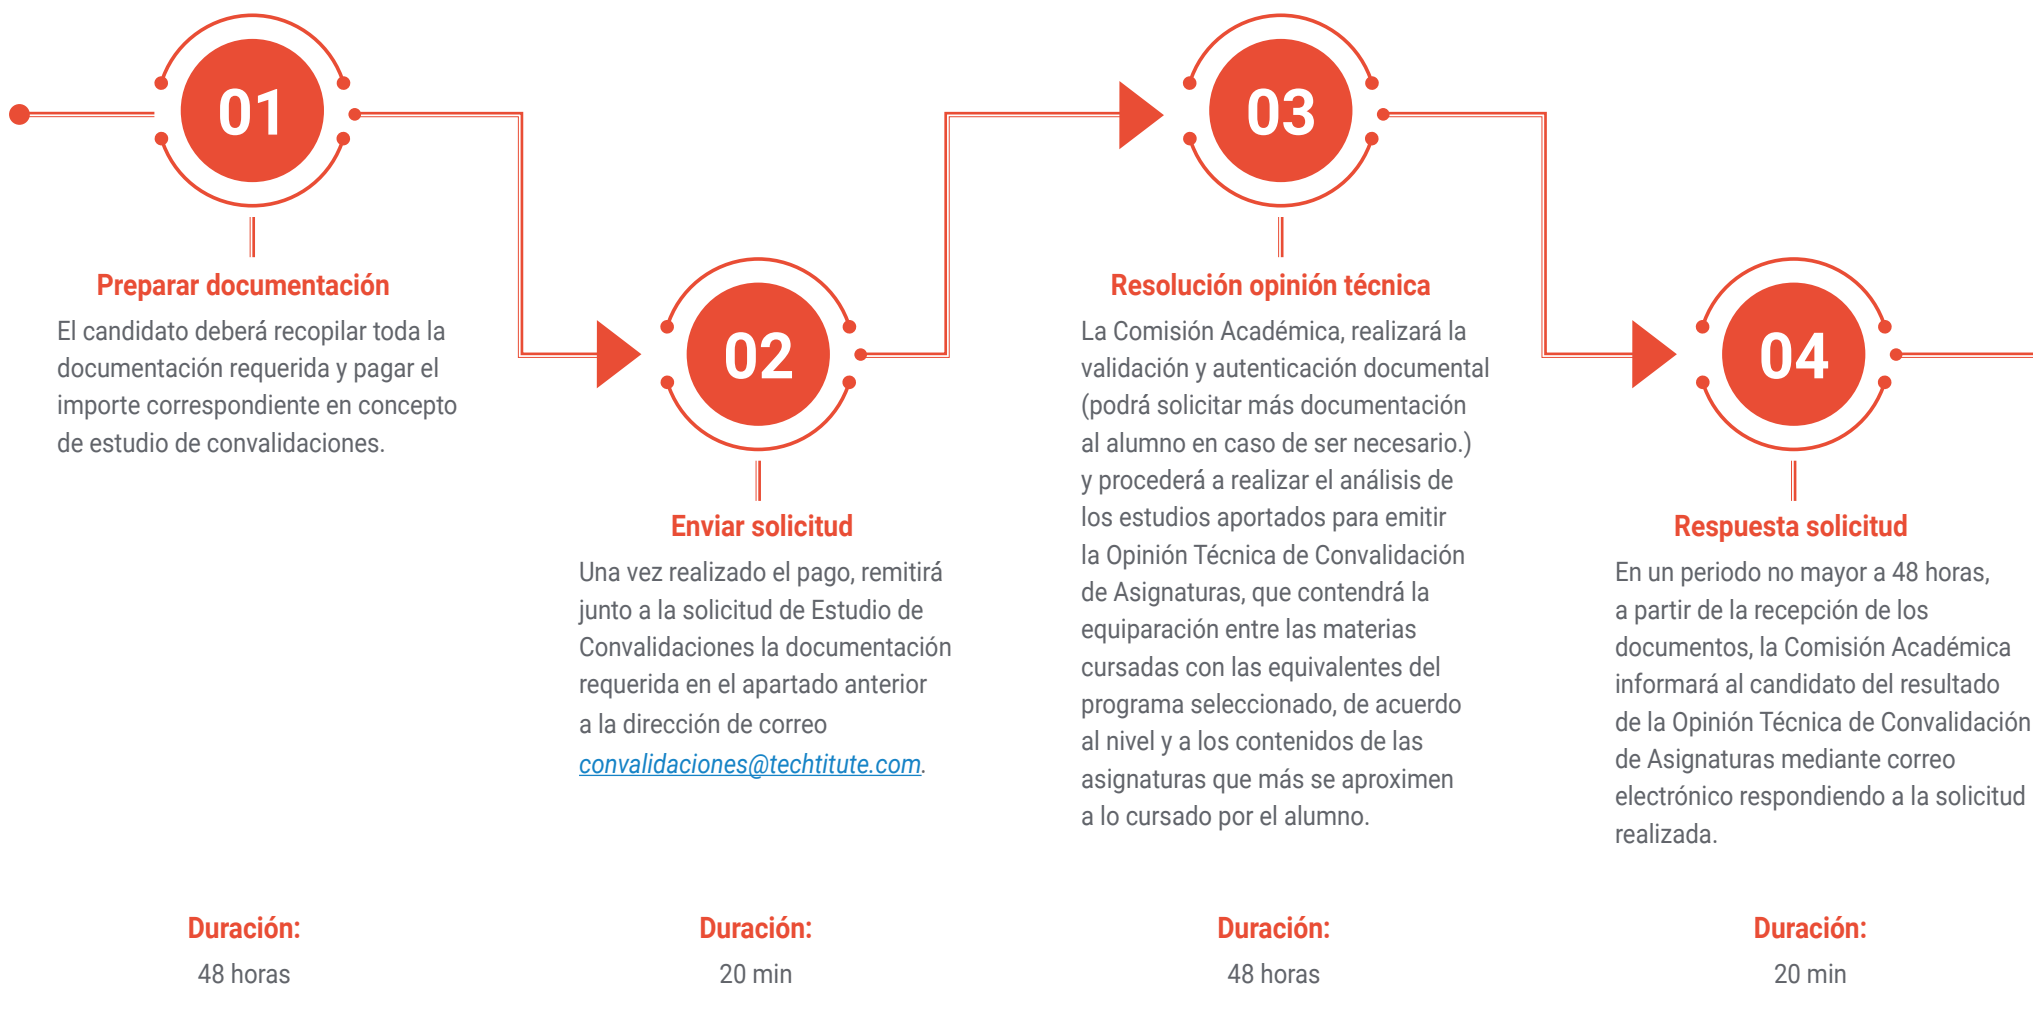 01
Preparar documentación
El candidato deberá recopilar toda la
documentación requerida y pagar el
importe correspondiente en concepto
de estudio de convalidaciones.
Duración:
48 horas
02
Enviar solicitud
Una vez realizado el pago, remitirá
junto a la solicitud de Estudio de
Convalidaciones la documentación
requerida en el apartado anterior
a la dirección de correo
convalidaciones@techtitute.com.
Duración:
20 min
03
Resolución opinión técnica
La Comisión Académica, realizará la
validación y autenticación documental
(podrá solicitar más documentación
al alumno en caso de ser necesario.)
y procederá a realizar el análisis de
los estudios aportados para emitir
la Opinión Técnica de Convalidación
de Asignaturas, que contendrá la
equiparación entre las materias
cursadas con las equivalentes del
programa seleccionado, de acuerdo
al nivel y a los contenidos de las
asignaturas que más se aproximen
a lo cursado por el alumno.
Duración:
48 horas
04
Respuesta solicitud
En un periodo no mayor a 48 horas,
a partir de la recepción de los
documentos, la Comisión Académica
informará al candidato del resultado
de la Opinión Técnica de Convalidación
de Asignaturas mediante correo
electrónico respondiendo a la solicitud
realizada.
Duración:
20 min